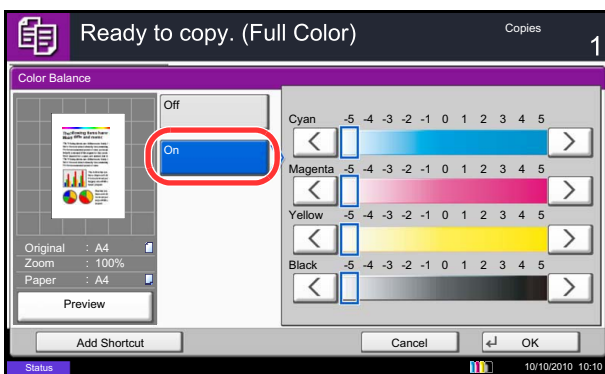 Ready to copy. (Full Color)
Copies
1
Color Balance
Off
On
Cyan -5 -4 -3 -2 -1 0 1 2 3 4 5
Magenta -5 -4 -3 -2 -1 0 1 2 3 4 5
Yellow -5 -4 -3 -2 -1 0 1 2 3 4 5
Black -5 -4 -3 -2 -1 0 1 2 3 4 5
Original : A4
Zoom : 100%
Paper : A4
Preview
Add Shortcut
Cancel
OK
Status
10/10/2010 10:10